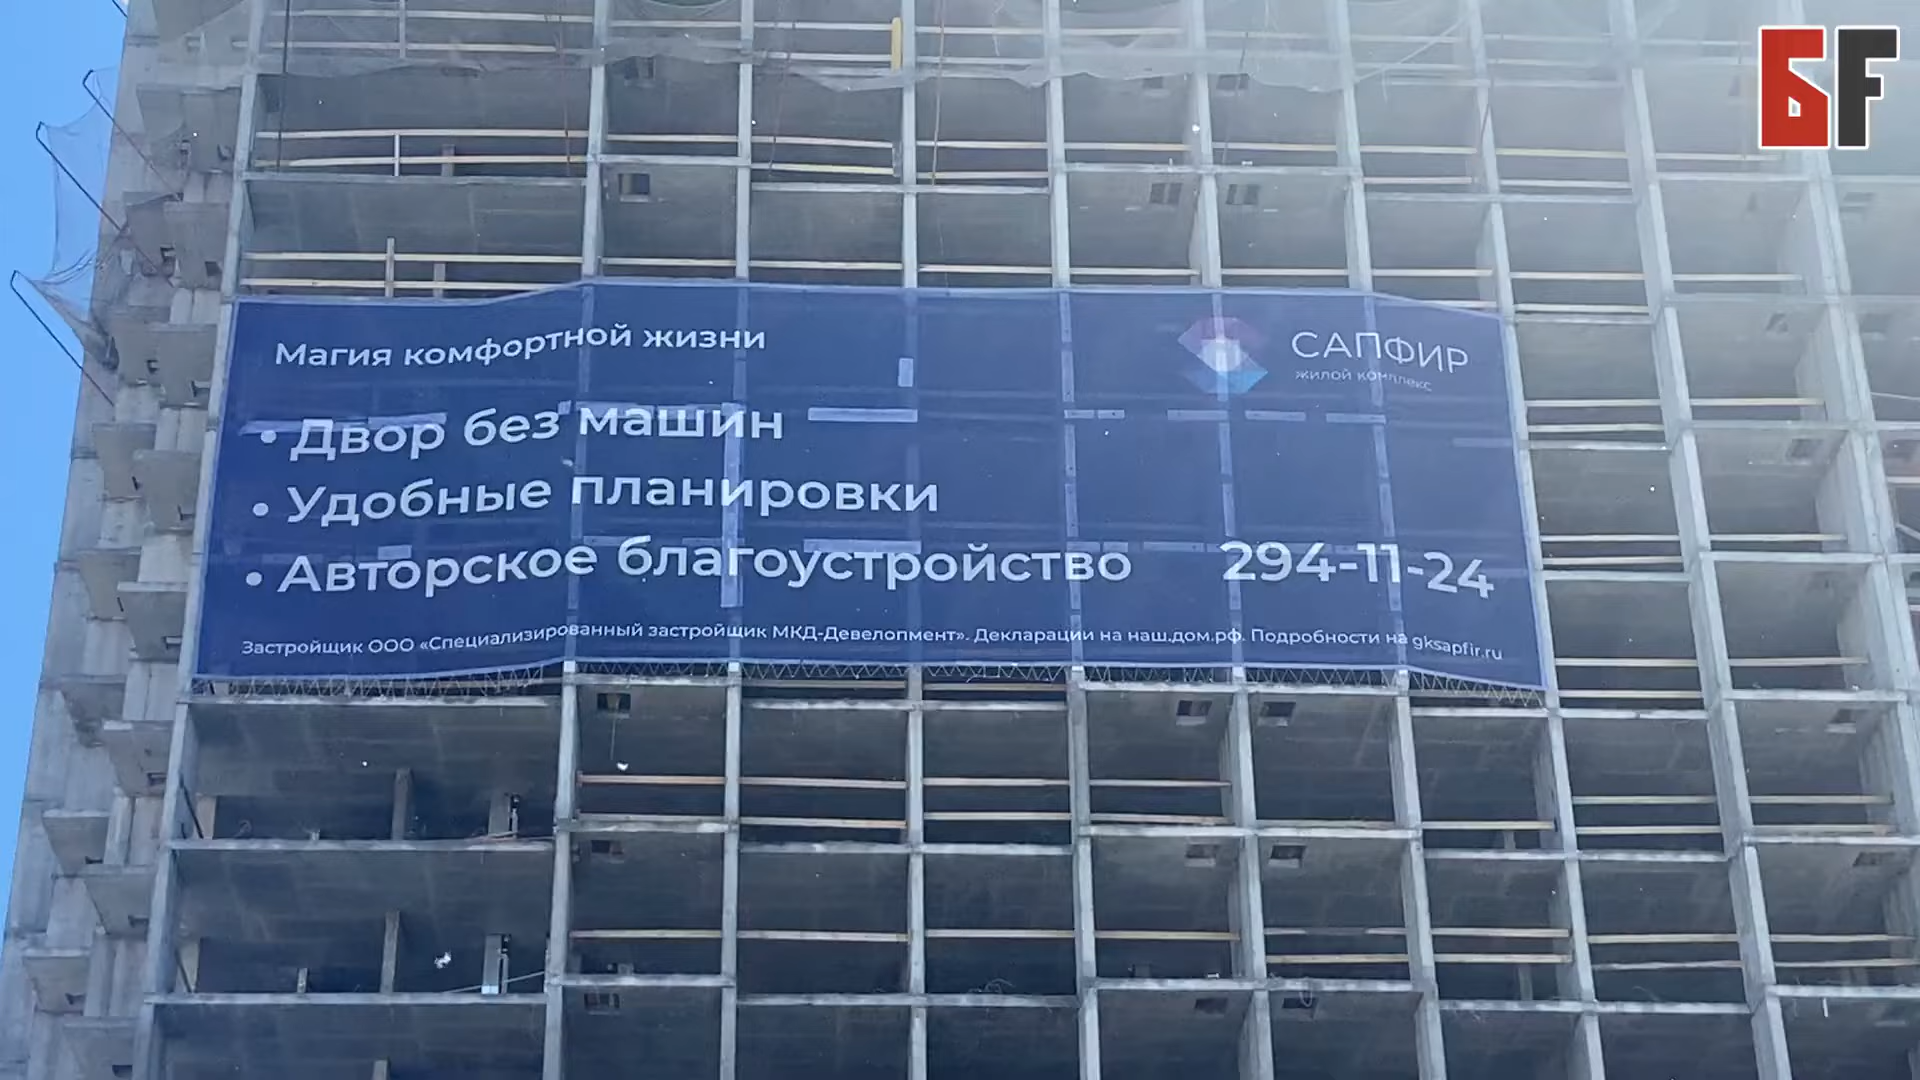 БF
Магия комфортной жизни
САПФИР
жилой комплекс
• Двор без машин
• Удобные планировки
• Авторское благоустройство
294-11-24
Застройщик ООО «Специализированный застройщик МКД-Девелопмент». Декларации на наш.дом.рф. Подробности на gksapfir.ru